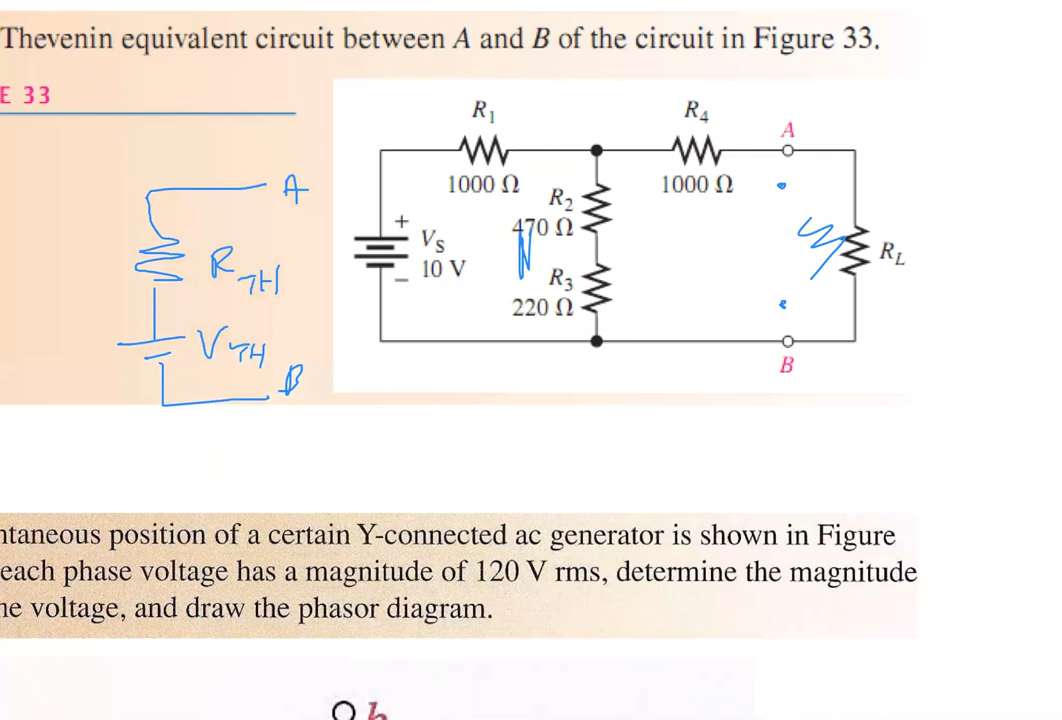 Thevenin equivalent circuit between A and B of the circuit in Figure 33.
E 33
R1
R4
A
1000 Ω
1000 Ω
A
R2
470 Ω
+
VS
10 V
–
RL
RTH
R3
220 Ω
VTH
B
B
ntaneous position of a certain Y-connected ac generator is shown in Figure
each phase voltage has a magnitude of 120 V rms, determine the magnitude
ne voltage, and draw the phasor diagram.